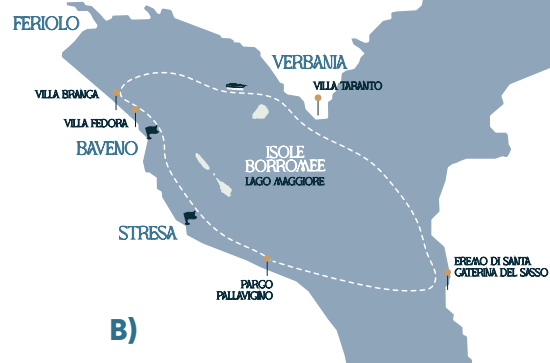 FERIOLO
VERBANIA
VILLA TARANTO
VILLA BRANCA
VILLA FEDORA
BAVENO
ISOLE
BORROMEE
LAGO MAGGIORE
STRESA
EREMO DI SANTA
CATERINA DEL SASSO
PARCO
PALLAVICINO
B)